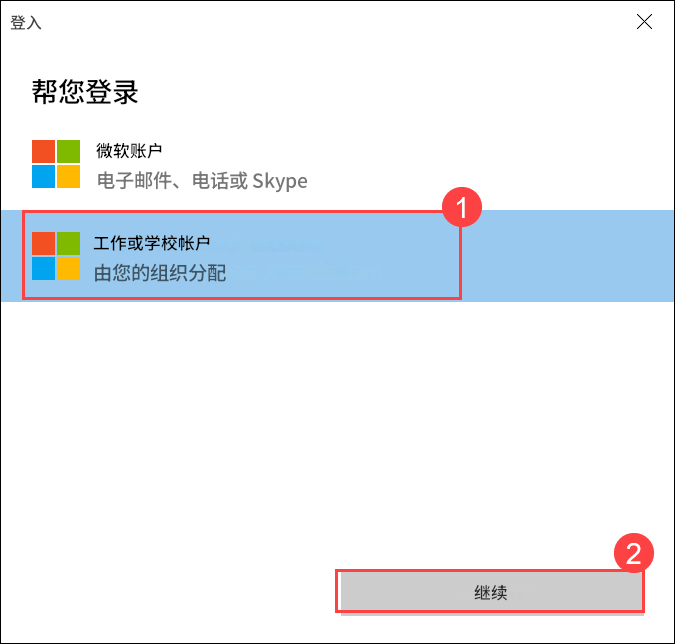 登入
帮您登录
微软账户
电子邮件、电话或 Skype
1
工作或学校帐户
由您的组织分配
2
继续